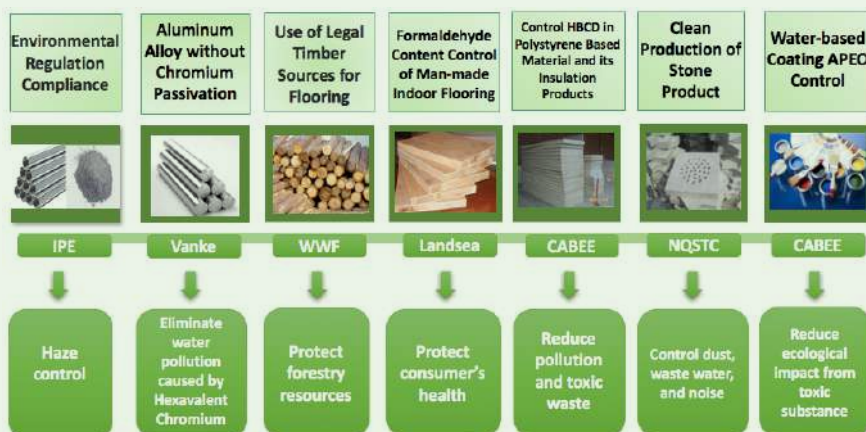 Environmental
Regulation
Compliance
Aluminum
Alloy without
Chromium
Passivation
Use of Legal
Timber
Sources for
Flooring
Formaldehyde
Content Control
of Man-made
Indoor Flooring
Control HBCD in
Polystyrene Based
Material and its
Insulation
Products
Clean
Production of
Stone
Product
Water-based
Coating APEO
Control
IPE
Vanke
WWF
Landsea
CABEE
NQSTC
CABEE
Haze
control
Eliminate
water
pollution
caused by
Hexavalent
Chromium
Protect
forestry
resources
Protect
consumer's
health
Reduce
pollution
and toxic
waste
Control dust,
waste water,
and noise
Reduce
ecological
impact from
toxic
substance